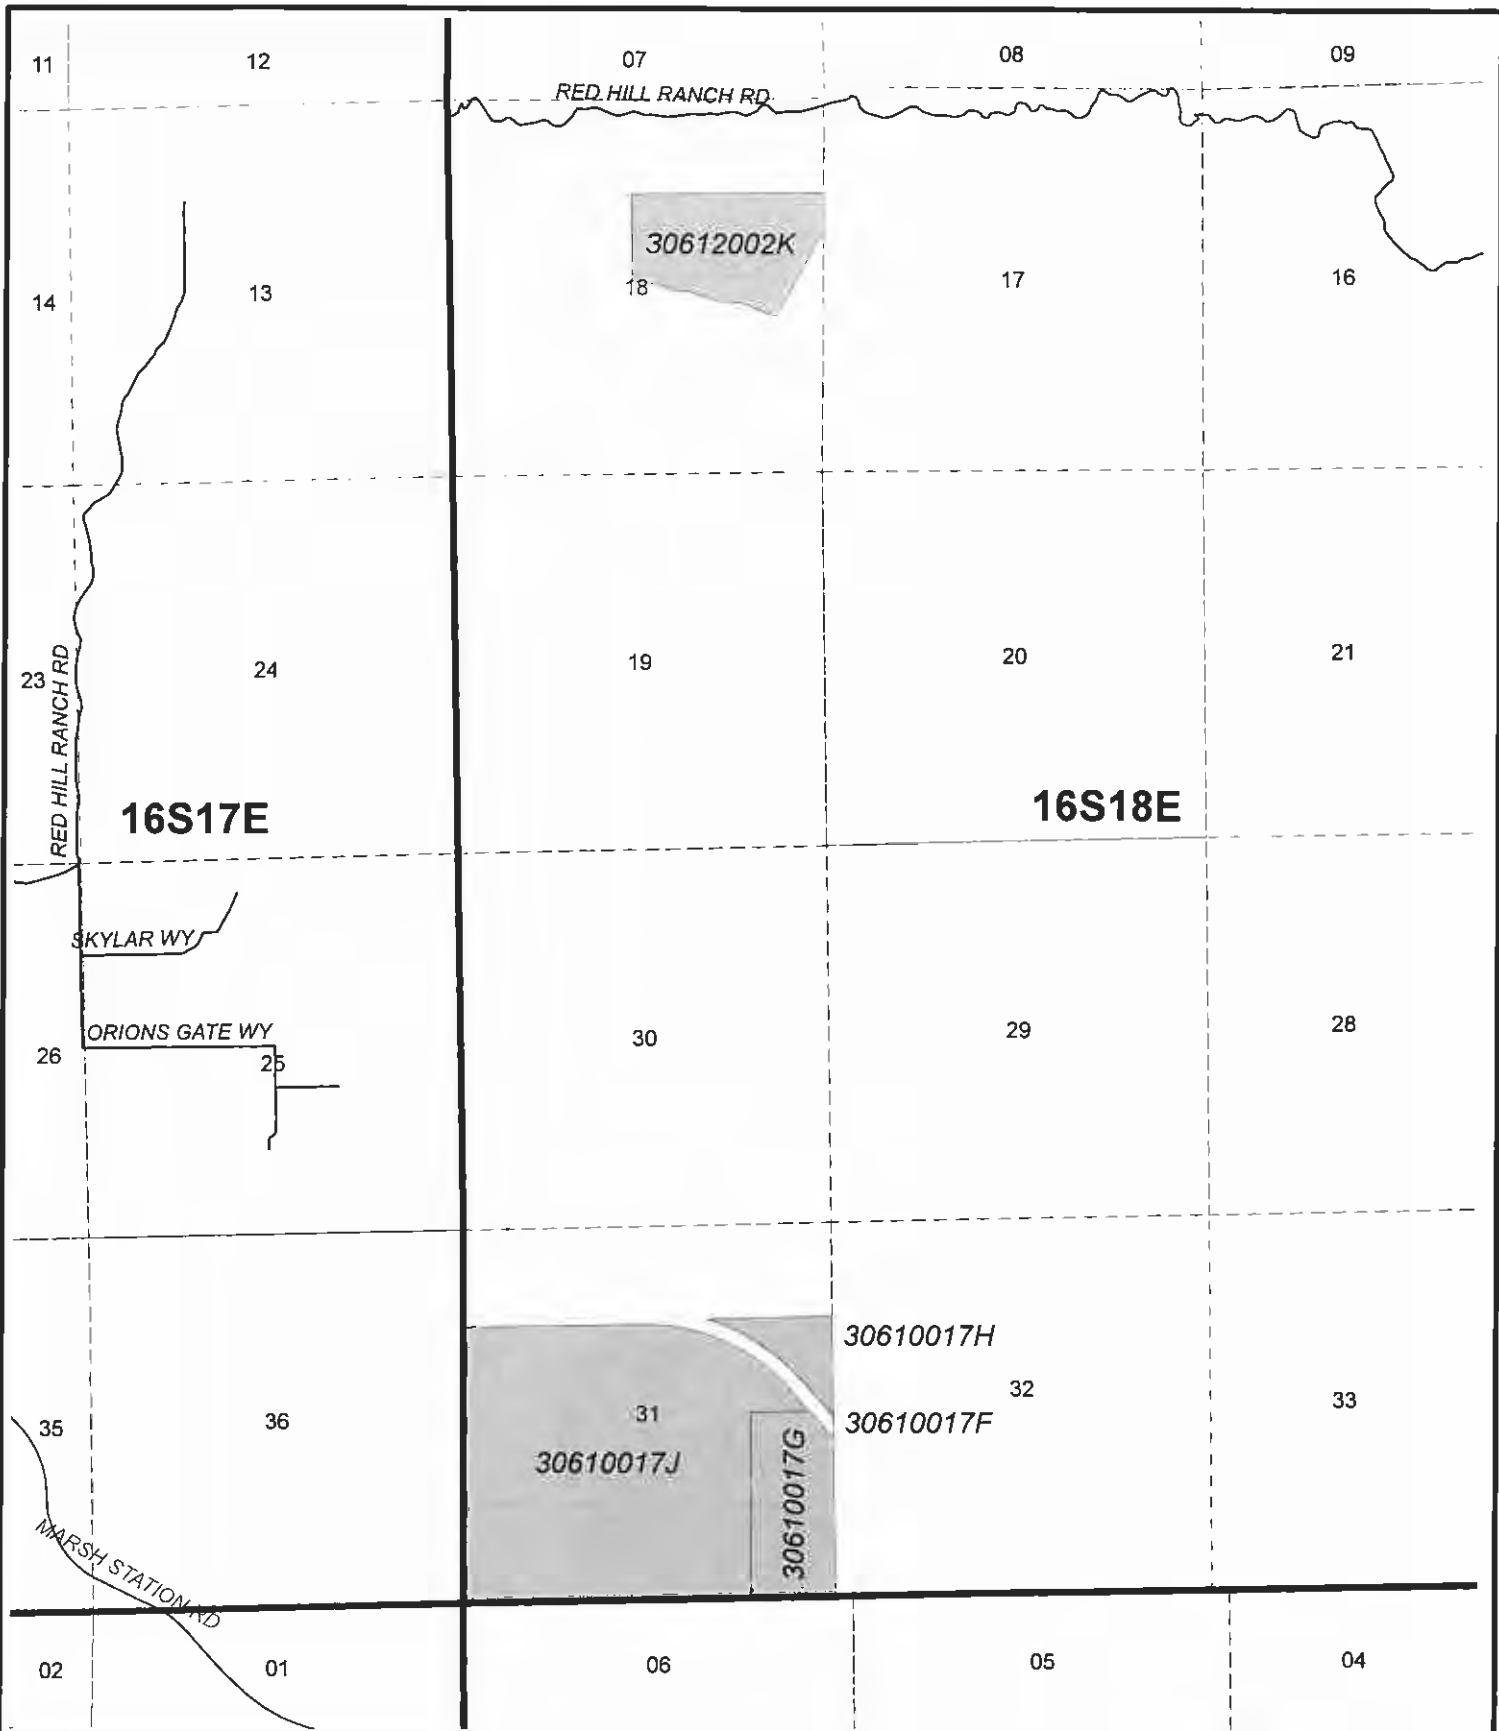 11
12
07
08
09
RED HILL RANCH RD
30612002K
14
13
18
17
16
23
RED HILL RANCH RD
24
19
20
21
16S17E
16S18E
SKYLAR WY
ORIONS GATE WY
26
25
30
29
28
30610017H
32
33
35
36
31
30610017F
30610017J
30610017G
MARSH STATION RD
02
01
06
05
04